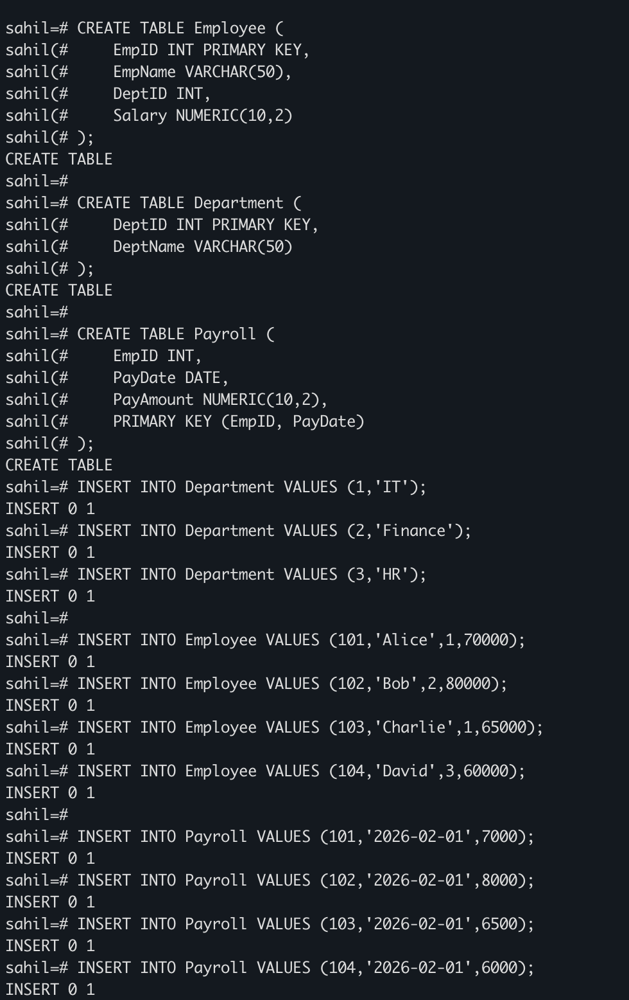 sahil=# CREATE TABLE Employee (
sahil(#     EmpID INT PRIMARY KEY,
sahil(#     EmpName VARCHAR(50),
sahil(#     DeptID INT,
sahil(#     Salary NUMERIC(10,2)
sahil(# );
CREATE TABLE
sahil=#
sahil=# CREATE TABLE Department (
sahil(#     DeptID INT PRIMARY KEY,
sahil(#     DeptName VARCHAR(50)
sahil(# );
CREATE TABLE
sahil=#
sahil=# CREATE TABLE Payroll (
sahil(#     EmpID INT,
sahil(#     PayDate DATE,
sahil(#     PayAmount NUMERIC(10,2),
sahil(#     PRIMARY KEY (EmpID, PayDate)
sahil(# );
CREATE TABLE
sahil=# INSERT INTO Department VALUES (1,'IT');
INSERT 0 1
sahil=# INSERT INTO Department VALUES (2,'Finance');
INSERT 0 1
sahil=# INSERT INTO Department VALUES (3,'HR');
INSERT 0 1
sahil=#
sahil=# INSERT INTO Employee VALUES (101,'Alice',1,70000);
INSERT 0 1
sahil=# INSERT INTO Employee VALUES (102,'Bob',2,80000);
INSERT 0 1
sahil=# INSERT INTO Employee VALUES (103,'Charlie',1,65000);
INSERT 0 1
sahil=# INSERT INTO Employee VALUES (104,'David',3,60000);
INSERT 0 1
sahil=#
sahil=# INSERT INTO Payroll VALUES (101,'2026-02-01',7000);
INSERT 0 1
sahil=# INSERT INTO Payroll VALUES (102,'2026-02-01',8000);
INSERT 0 1
sahil=# INSERT INTO Payroll VALUES (103,'2026-02-01',6500);
INSERT 0 1
sahil=# INSERT INTO Payroll VALUES (104,'2026-02-01',6000);
INSERT 0 1